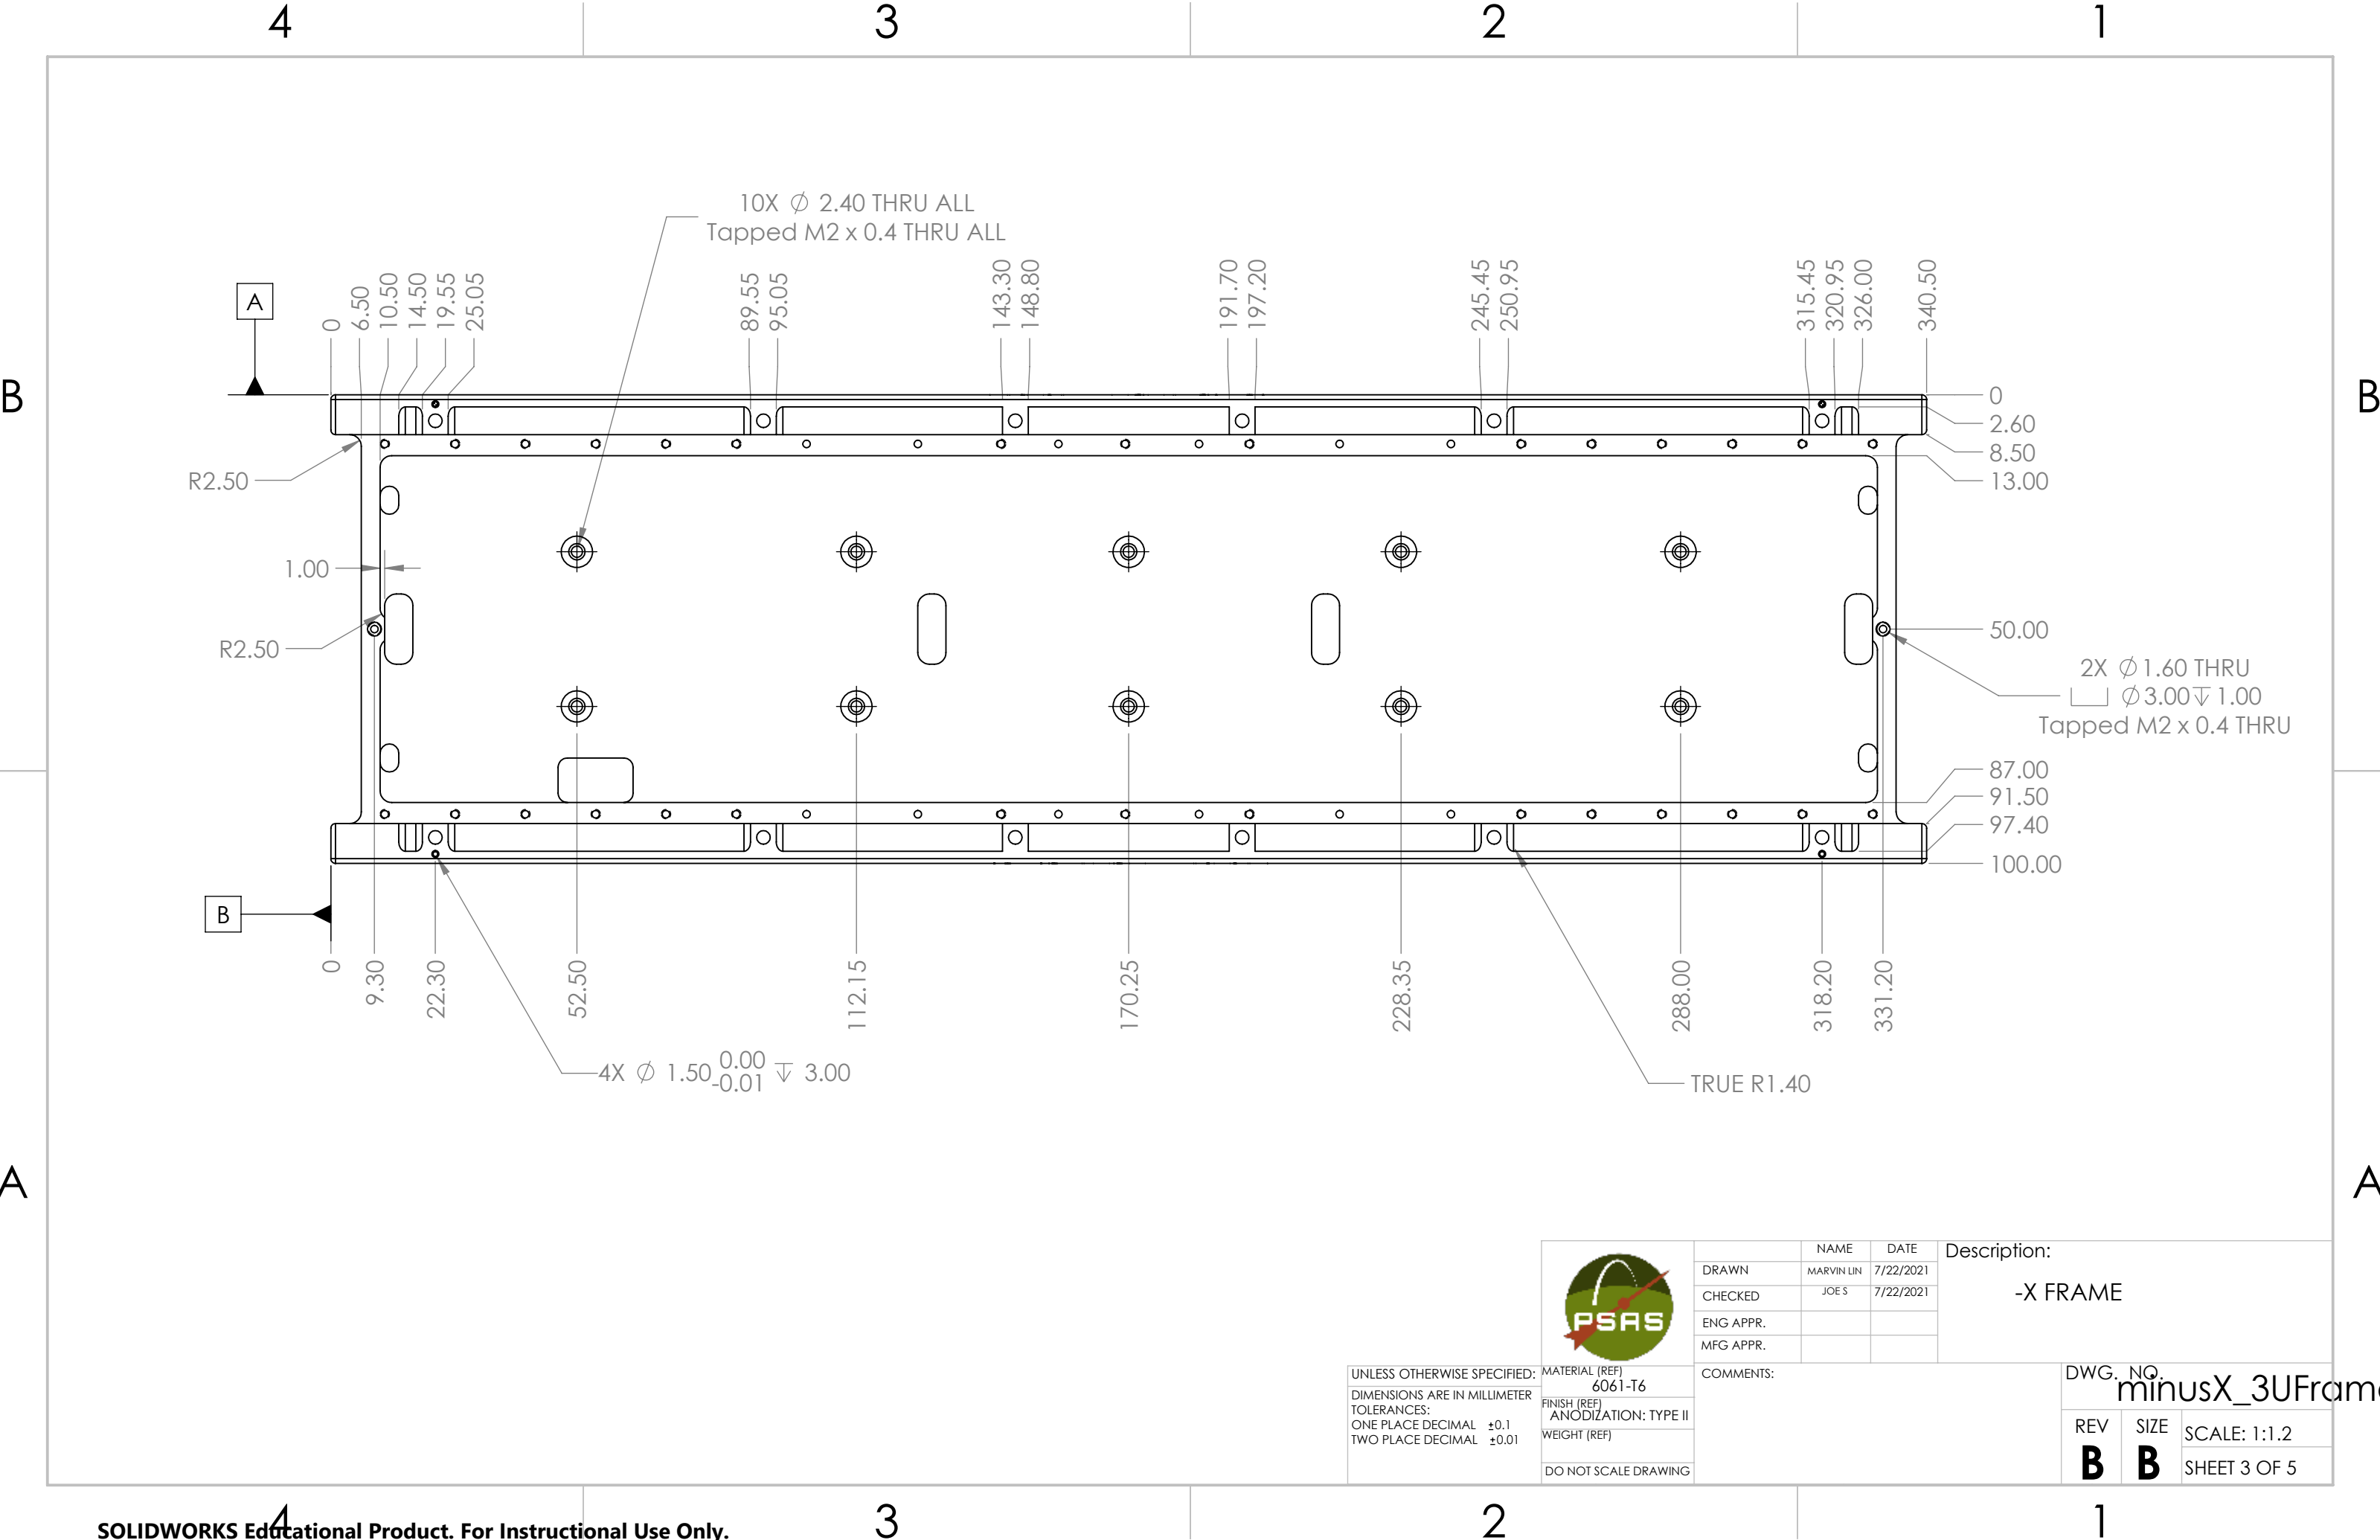 4 3 2 1
10X ∅ 2.40 THRU ALL
Tapped M2 x 0.4 THRU ALL
A
0 6.50 10.50 14.50 19.55 25.05 89.55 95.05 143.30 148.80 191.70 197.20 245.45 250.95 315.45 320.95 326.00 340.50
B
B
0
2.60
8.50
13.00
R2.50
1.00
R2.50
50.00
2X ∅1.60 THRU
⌴ ∅3.00 ↧ 1.00
Tapped M2 x 0.4 THRU
87.00
91.50
97.40
100.00
B
0 9.30 22.30 52.50 112.15 170.25 228.35 288.00 318.20 331.20
4X ∅ 1.50 0.00 -0.01 ↧ 3.00
TRUE R1.40
A
A
PSAS
NAME DATE
DRAWN MARVIN LIN 7/22/2021
CHECKED JOE S 7/22/2021
ENG APPR.
MFG APPR.
Description:
-X FRAME
UNLESS OTHERWISE SPECIFIED:
DIMENSIONS ARE IN MILLIMETER
TOLERANCES:
ONE PLACE DECIMAL ±0.1
TWO PLACE DECIMAL ±0.01
MATERIAL (REF)
6061-T6
FINISH (REF)
ANODIZATION: TYPE II
WEIGHT (REF)
DO NOT SCALE DRAWING
COMMENTS:
DWG. NO.
minusX_3UFram
REV
B
SIZE
B
SCALE: 1:1.2
SHEET 3 OF 5
4 3 2 1
SOLIDWORKS Educational Product. For Instructional Use Only.